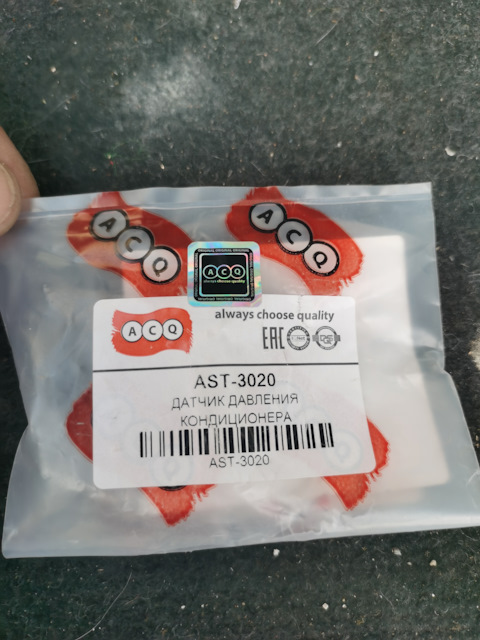 ACQ
ACQ
ACQ
always choose quality
ACQ
always choose quality
EAC
AST-3020
ДАТЧИК ДАВЛЕНИЯ
КОНДИЦИОНЕРА
AST-3020